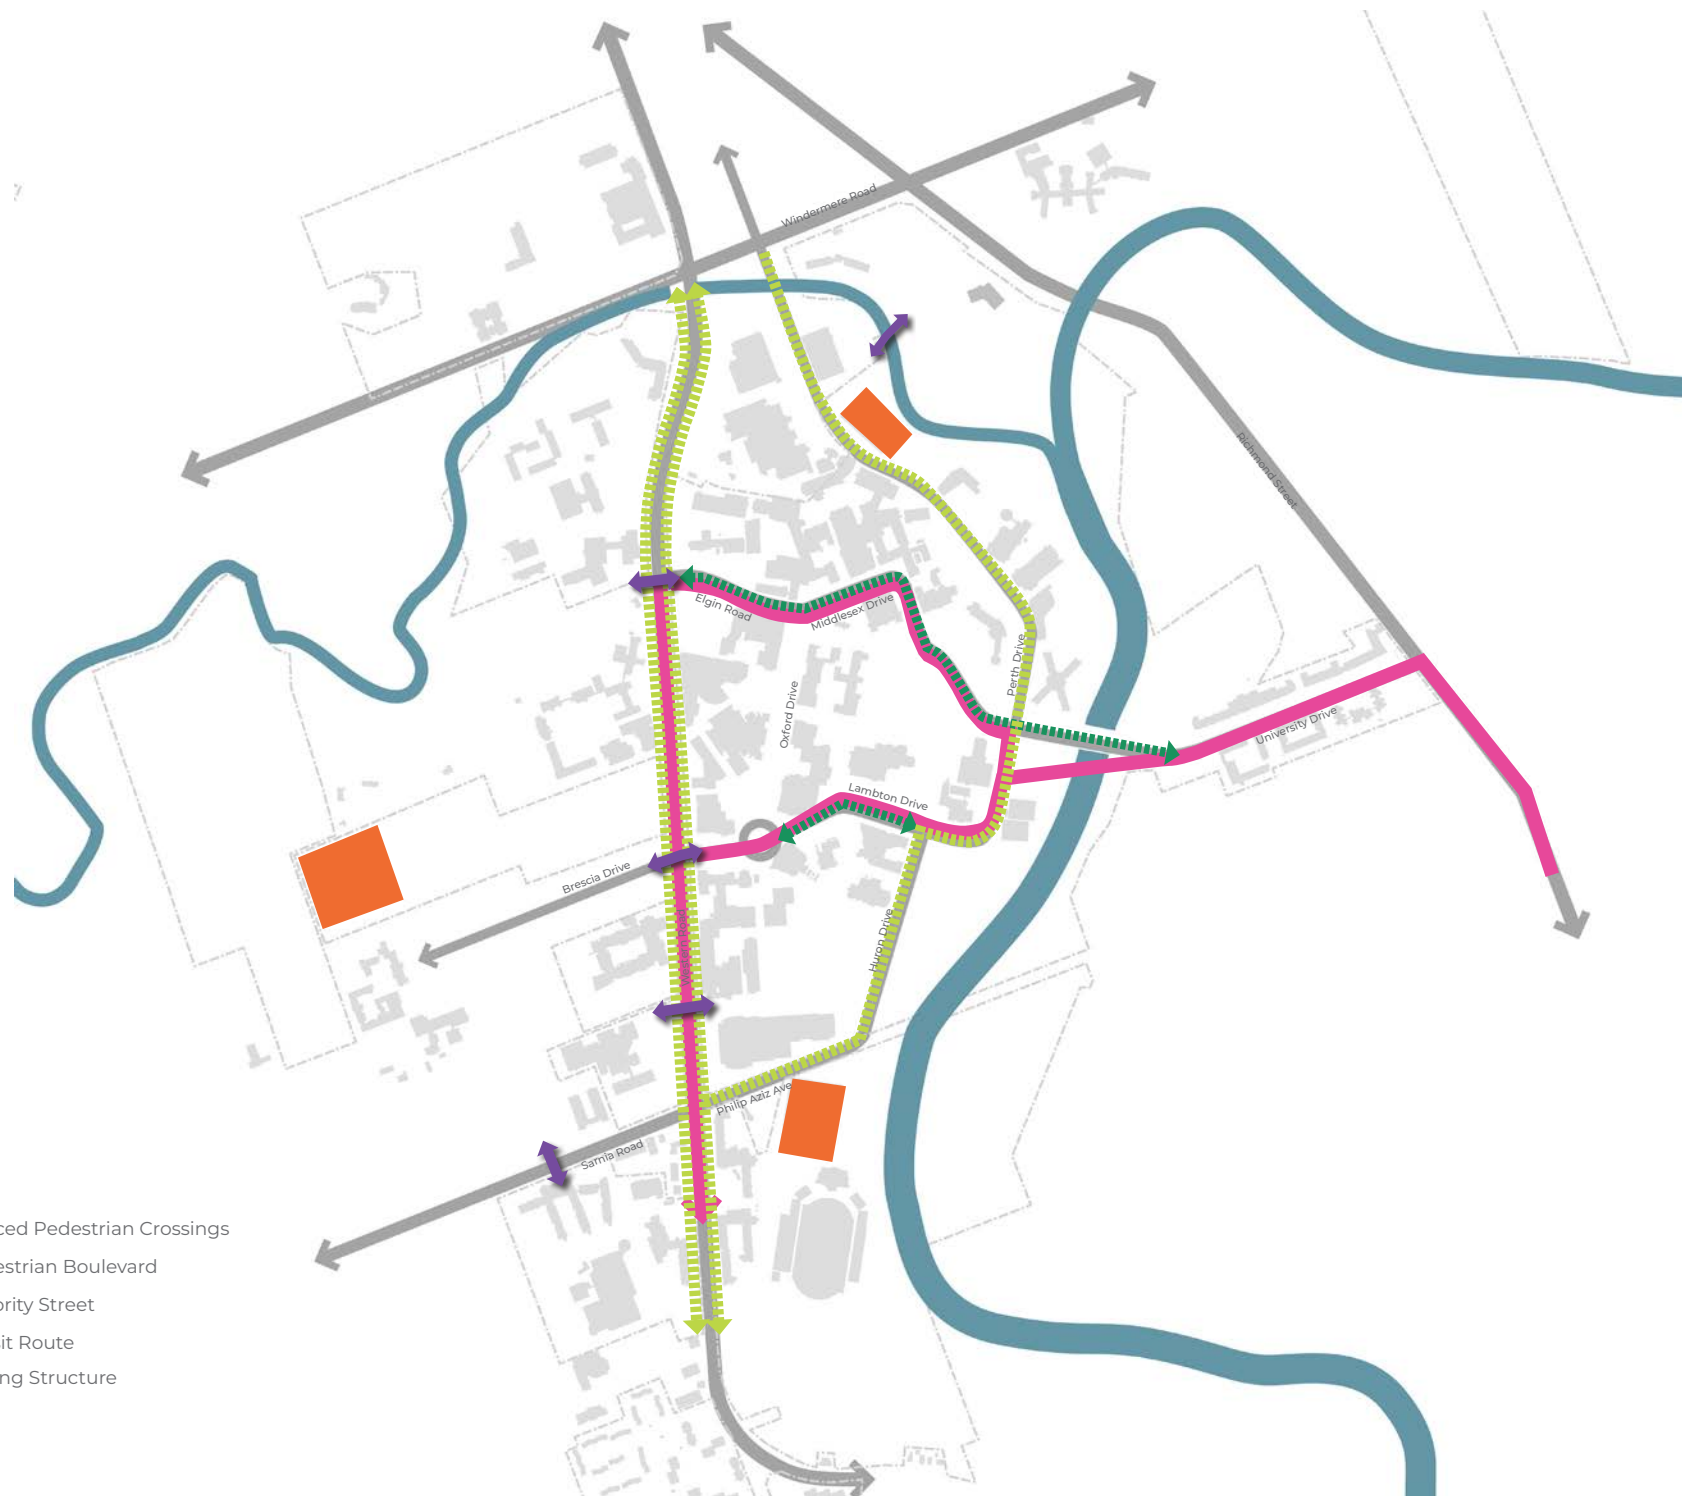 Windermere Road
Richmond Street
Elgin Road
Middlesex Drive
Perth Drive
Oxford Drive
University Drive
Lambton Drive
Brescia Drive
Huron Drive
Philip Aziz Ave
Sarnia Road
ced Pedestrian Crossings
estrian Boulevard
ority Street
sit Route
ng Structure